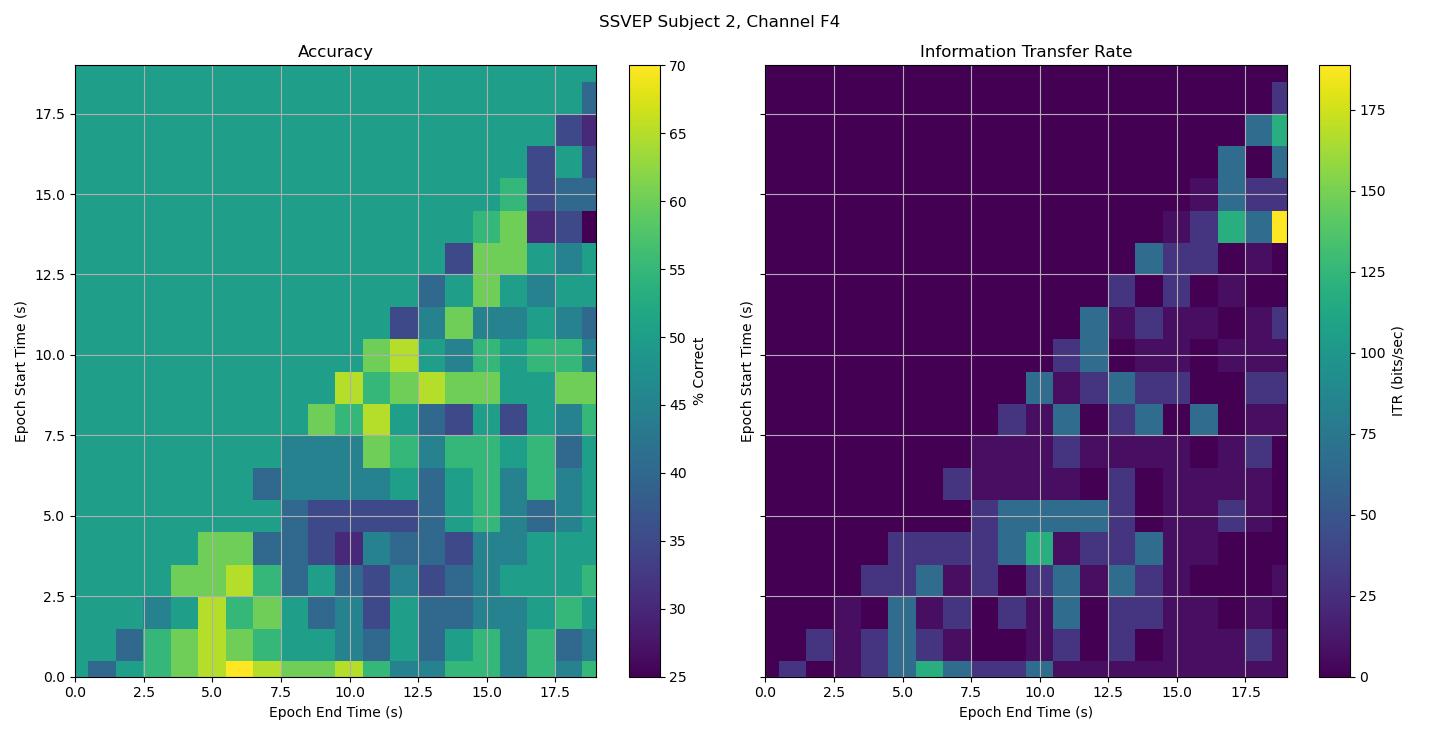 SSVEP Subject 2, Channel F4
Accuracy
Information Transfer Rate
17.5
15.0
12.5
10.0
7.5
5.0
2.5
0.0
Epoch Start Time (s)
0.0 2.5 5.0 7.5 10.0 12.5 15.0 17.5
Epoch End Time (s)
70
65
60
55
50
45
40
35
30
25
% Correct
Epoch Start Time (s)
0.0 2.5 5.0 7.5 10.0 12.5 15.0 17.5
Epoch End Time (s)
175
150
125
100
75
50
25
0
ITR (bits/sec)